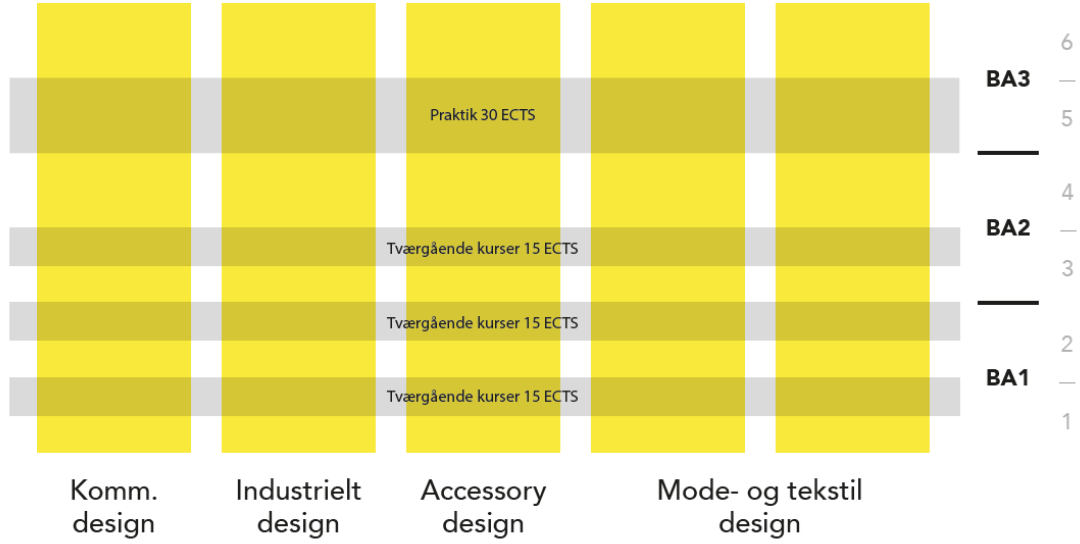 6
BA3
—
Praktik 30 ECTS
5
4
BA2
—
Tværgående kurser 15 ECTS
3
Tværgående kurser 15 ECTS
2
BA1
—
Tværgående kurser 15 ECTS
1
Komm.
design
Industrielt
design
Accessory
design
Mode- og tekstil
design